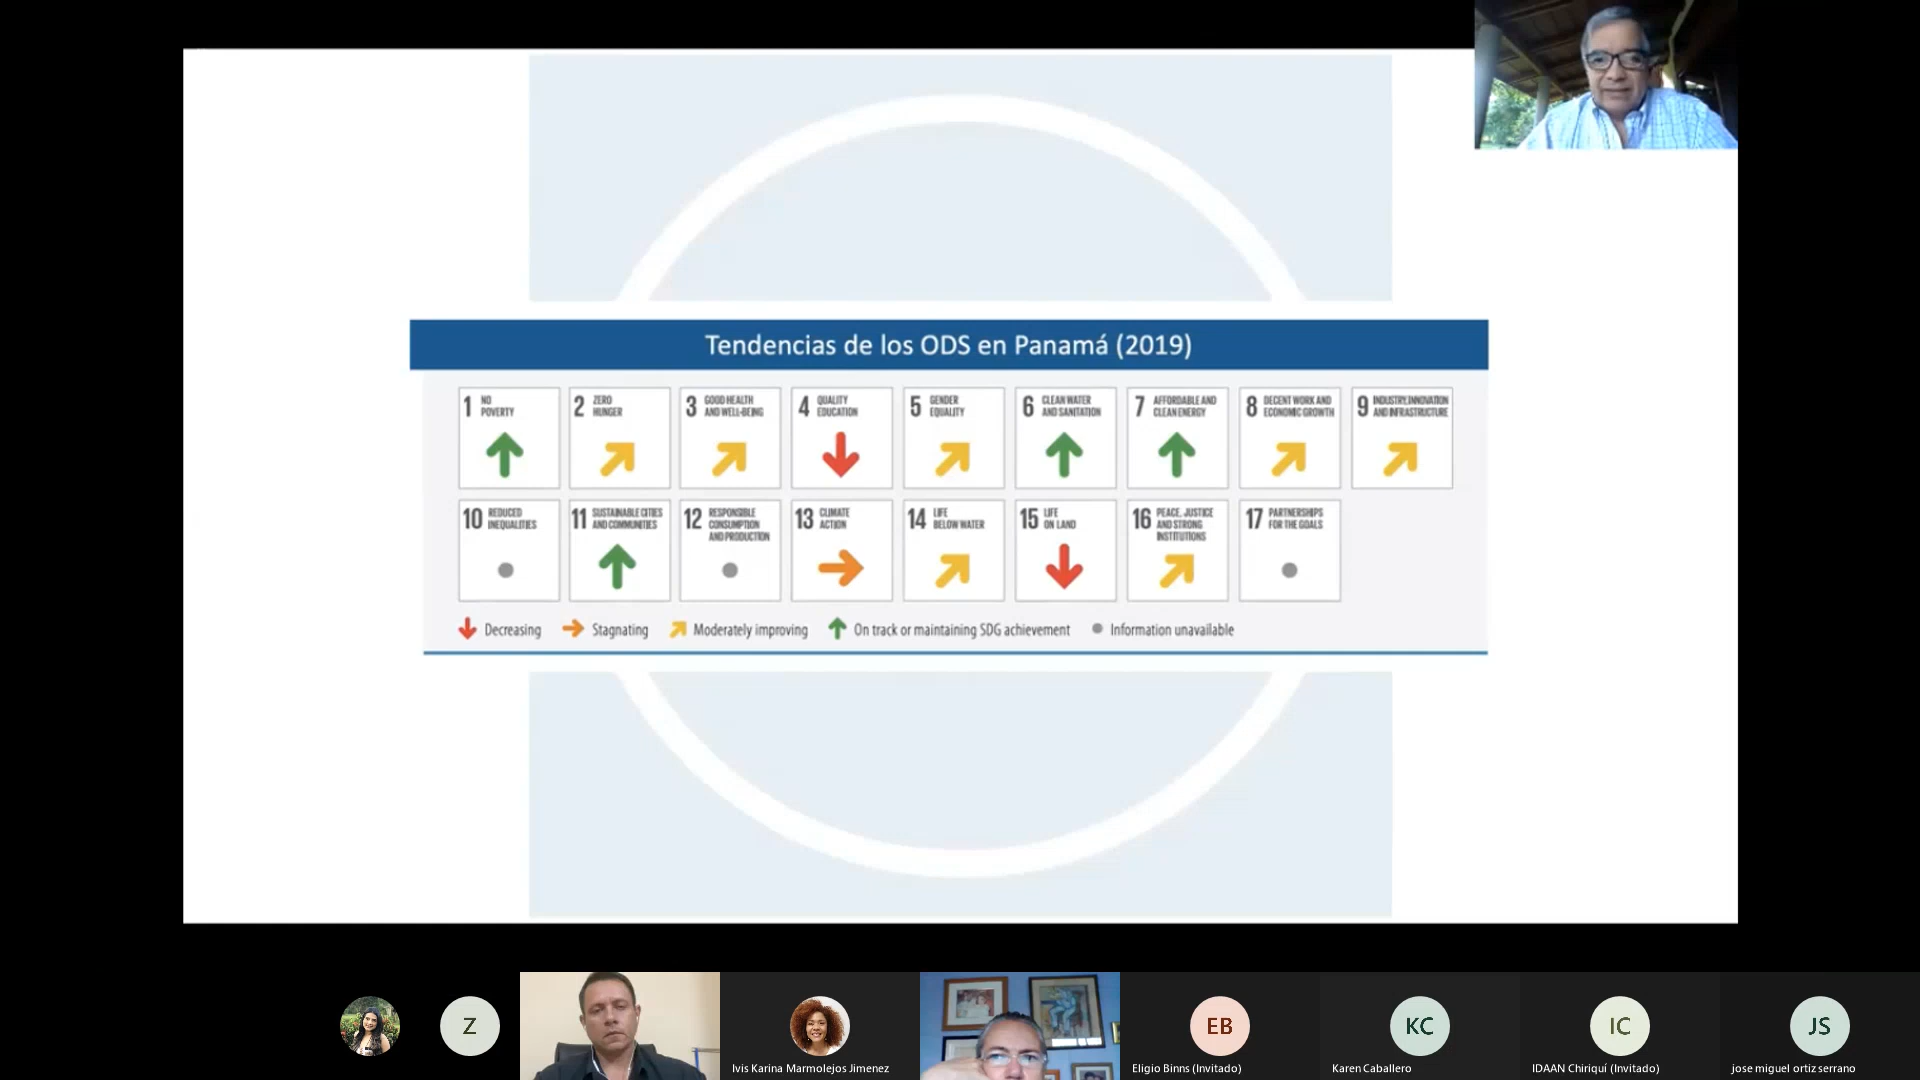 Tendencias de los ODS en Panamá (2019)
1 NO POVERTY
2 ZERO HUNGER
3 GOOD HEALTH AND WELL-BEING
4 QUALITY EDUCATION
5 GENDER EQUALITY
6 CLEAN WATER AND SANITATION
7 AFFORDABLE AND CLEAN ENERGY
8 DECENT WORK AND ECONOMIC GROWTH
9 INDUSTRY, INNOVATION AND INFRASTRUCTURE
10 REDUCED INEQUALITIES
11 SUSTAINABLE CITIES AND COMMUNITIES
12 RESPONSIBLE CONSUMPTION AND PRODUCTION
13 CLIMATE ACTION
14 LIFE BELOW WATER
15 LIFE ON LAND
16 PEACE, JUSTICE AND STRONG INSTITUTIONS
17 PARTNERSHIPS FOR THE GOALS
Decreasing
Stagnating
Moderately improving
On track or maintaining SDG achievement
Information unavailable
Z
Ivis Karina Marmolejos Jimenez
EB
Eligio Binns (Invitado)
KC
Karen Caballero
IC
IDAAN Chiriquí (Invitado)
JS
jose miguel ortiz serrano